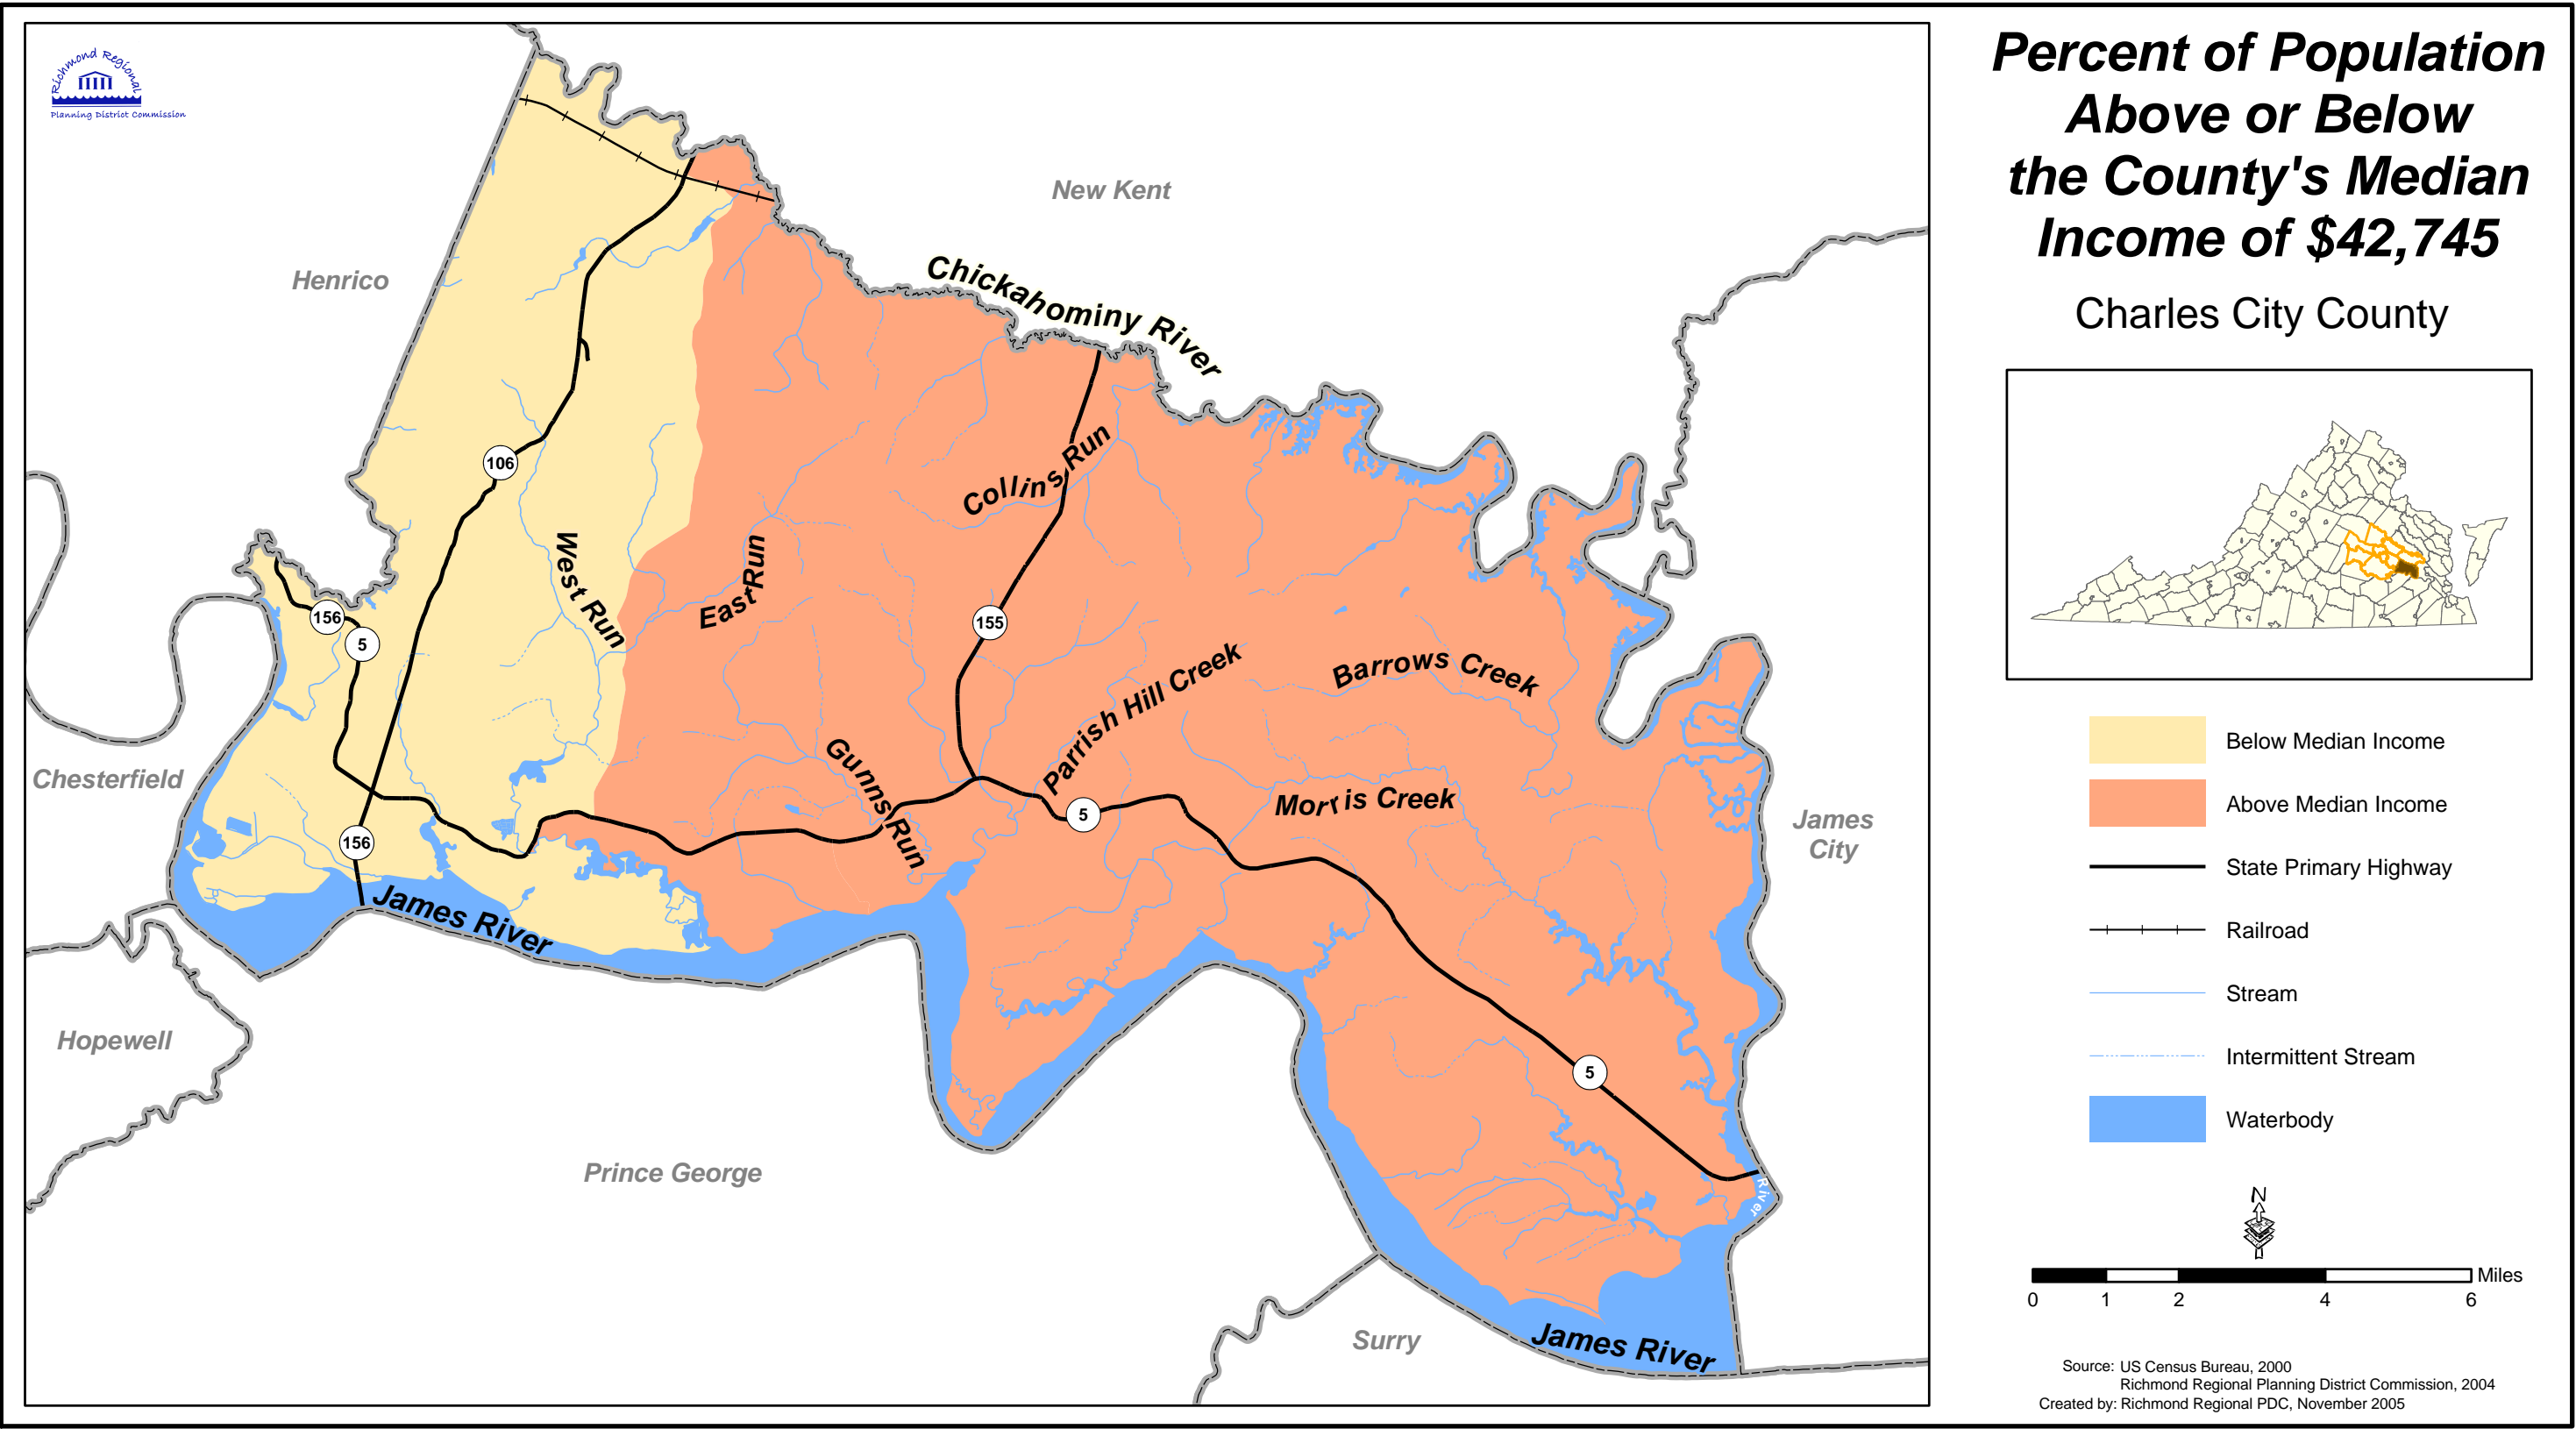 Richmond Regional
Planning District Commission
Percent of Population
Above or Below
the County's Median
Income of $42,745
Charles City County
New Kent
Henrico
Chickahominy River
Collins Run
106
West Run
East Run
156
5
155
Parrish Hill Creek
Barrows Creek
Gunns Run
Chesterfield
5
Morris Creek
James
City
156
James River
Hopewell
5
Prince George
River
Surry
James River
Below Median Income
Above Median Income
State Primary Highway
Railroad
Stream
Intermittent Stream
Waterbody
N
Miles
0 1 2 4 6
Source: US Census Bureau, 2000
Richmond Regional Planning District Commission, 2004
Created by: Richmond Regional PDC, November 2005